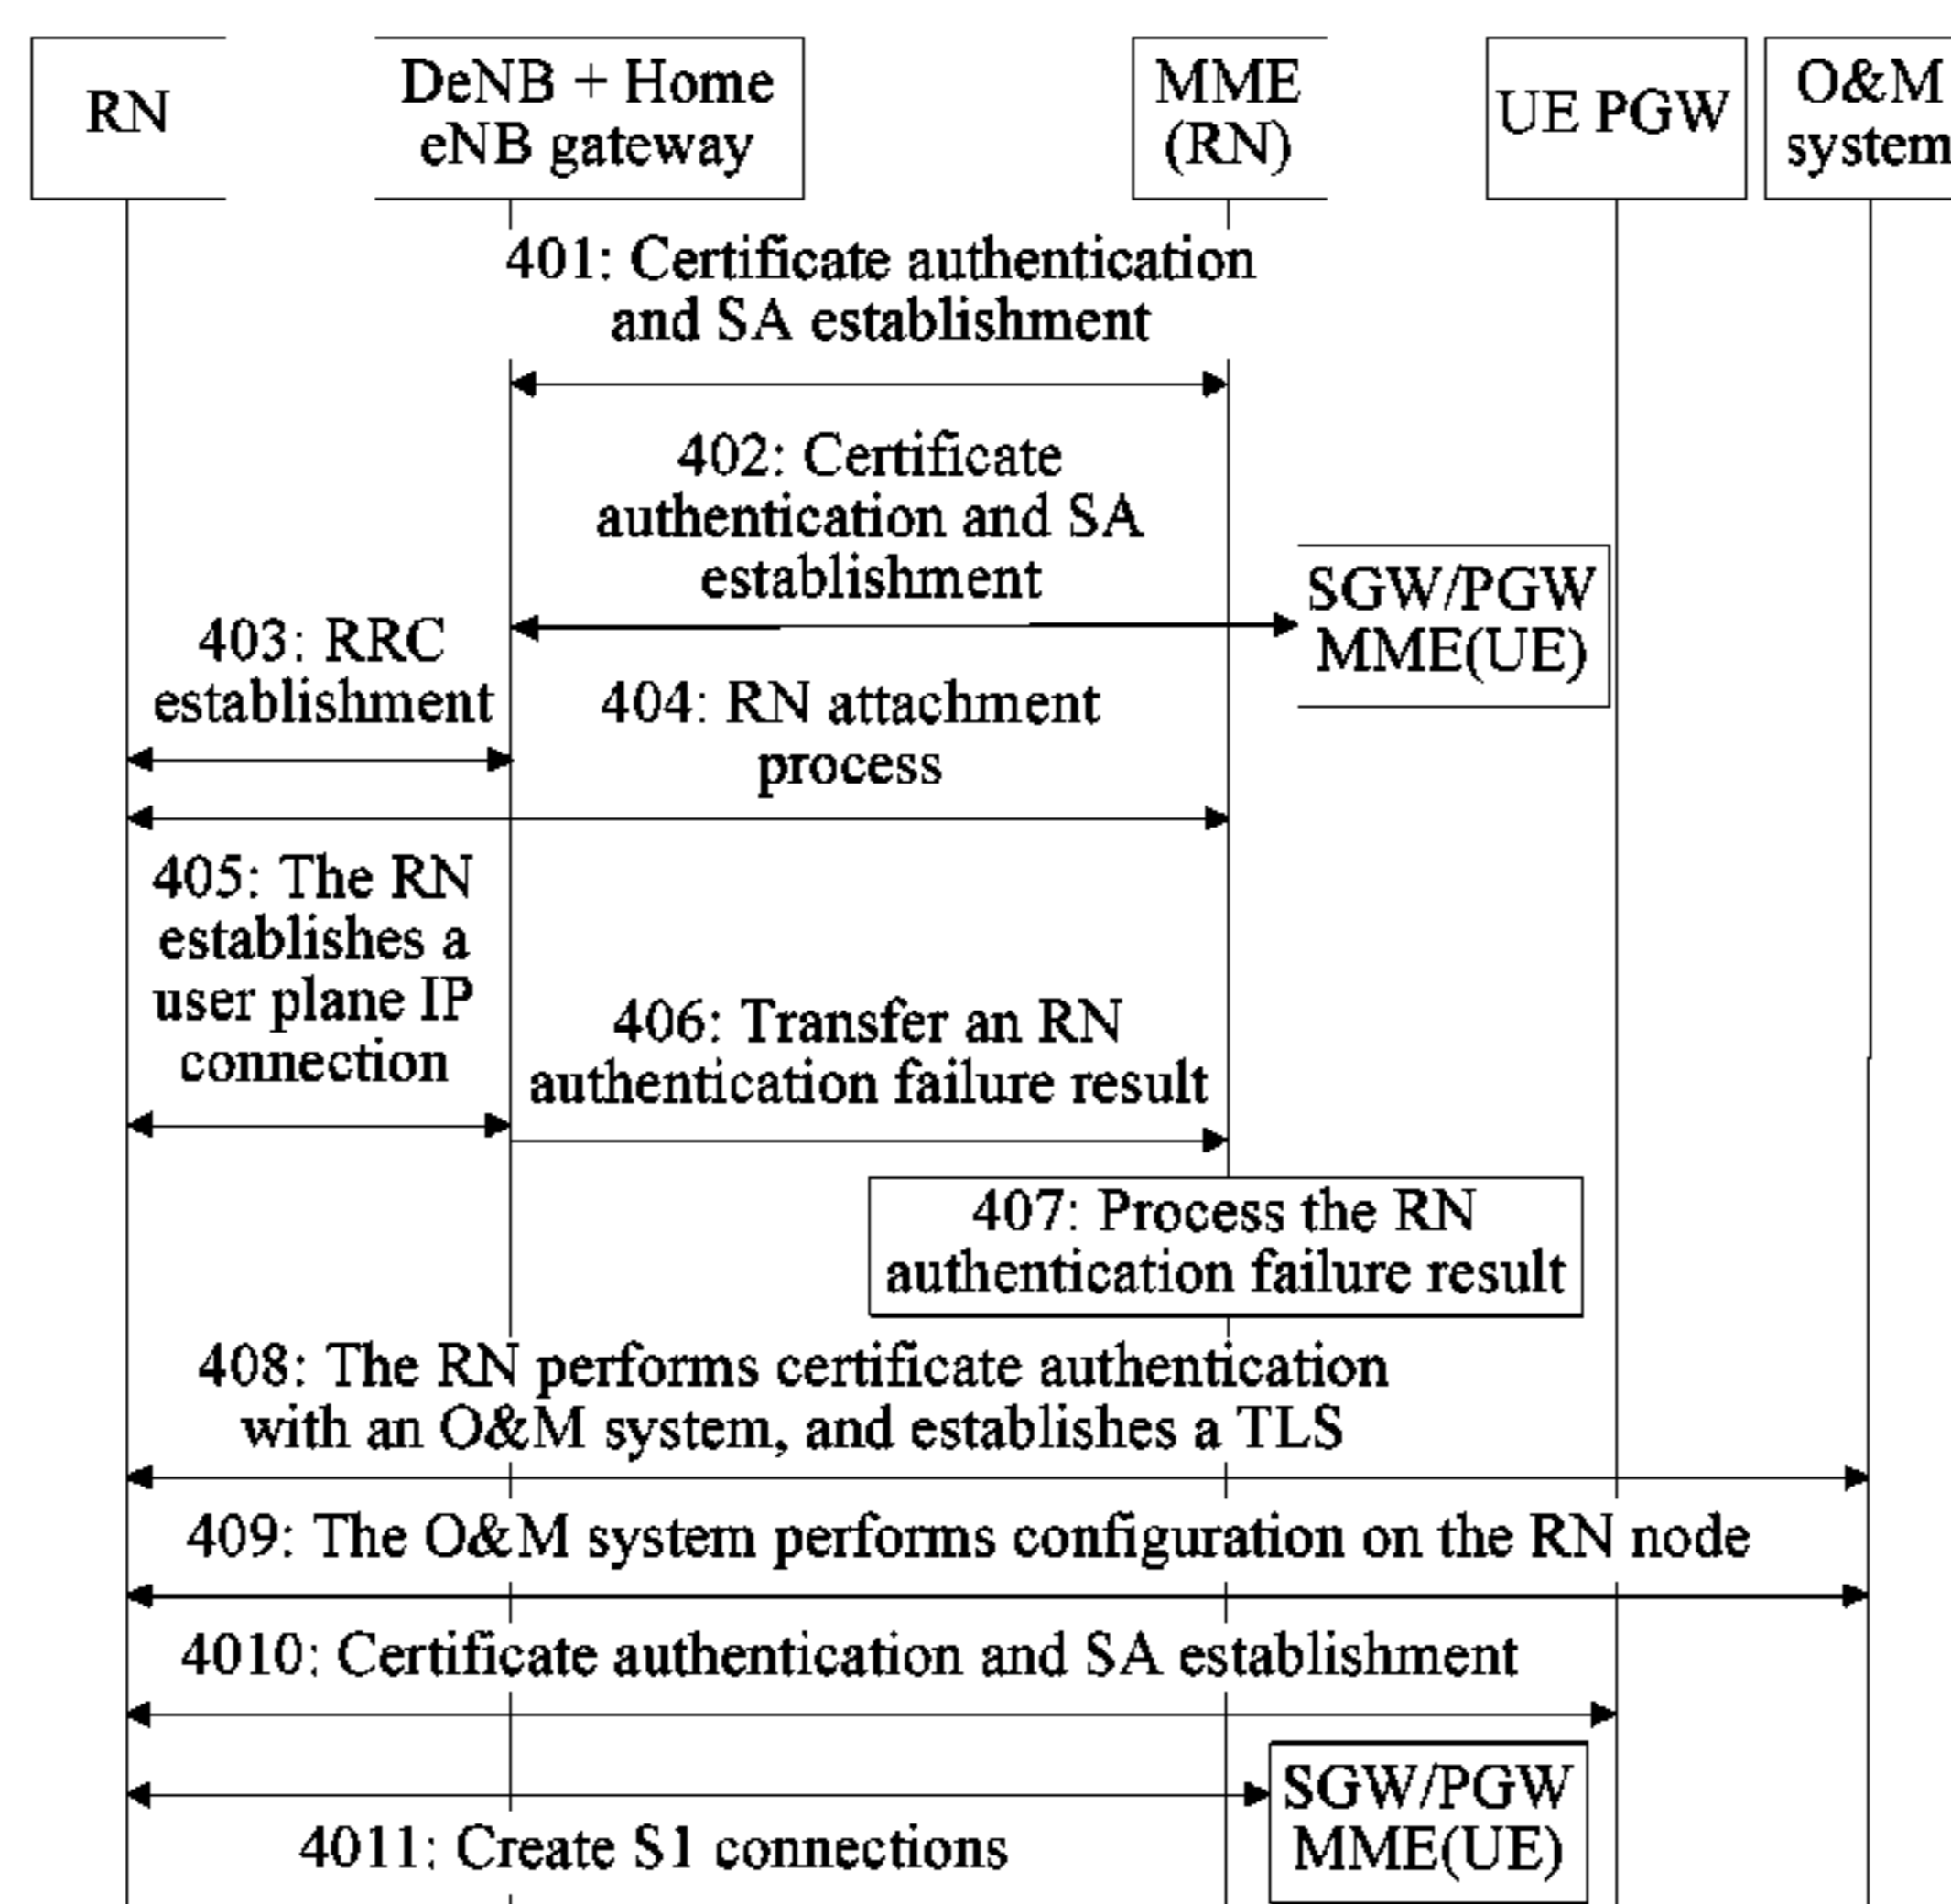 RN
DeNB + Home
eNB gateway
MME
(RN)
UE PGW
O&M
system
401: Certificate authentication
and SA establishment
402: Certificate
authentication and SA
establishment
SGW/PGW
MME(UE)
403: RRC
establishment
404: RN attachment
process
405: The RN
establishes a
user plane IP
connection
406: Transfer an RN
authentication failure result
407: Process the RN
authentication failure result
408: The RN performs certificate authentication
with an O&M system, and establishes a TLS
409: The O&M system performs configuration on the RN node
4010: Certificate authentication and SA establishment
SGW/PGW
MME(UE)
4011: Create S1 connections